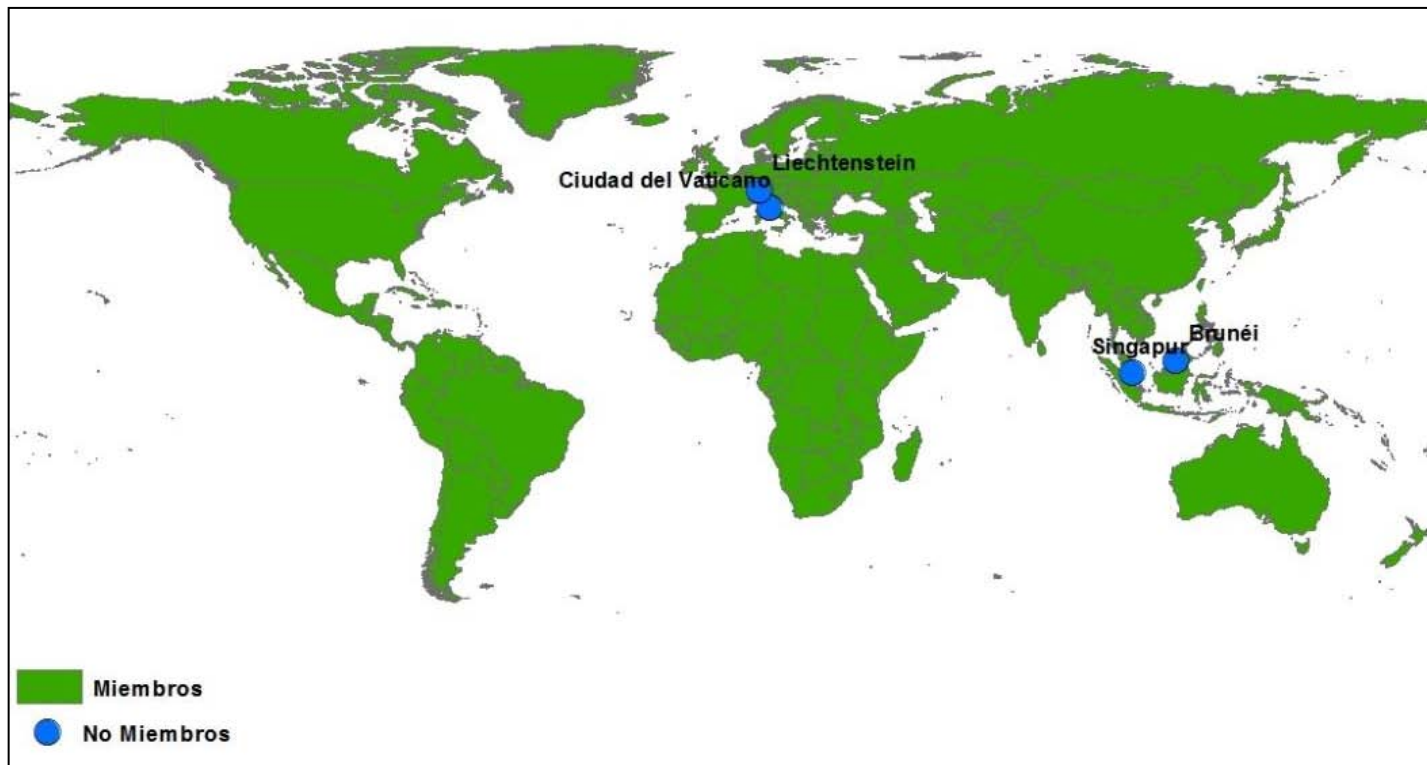 Liechtenstein
Ciudad del Vaticano
Brunéi
Singapur
Miembros
No Miembros